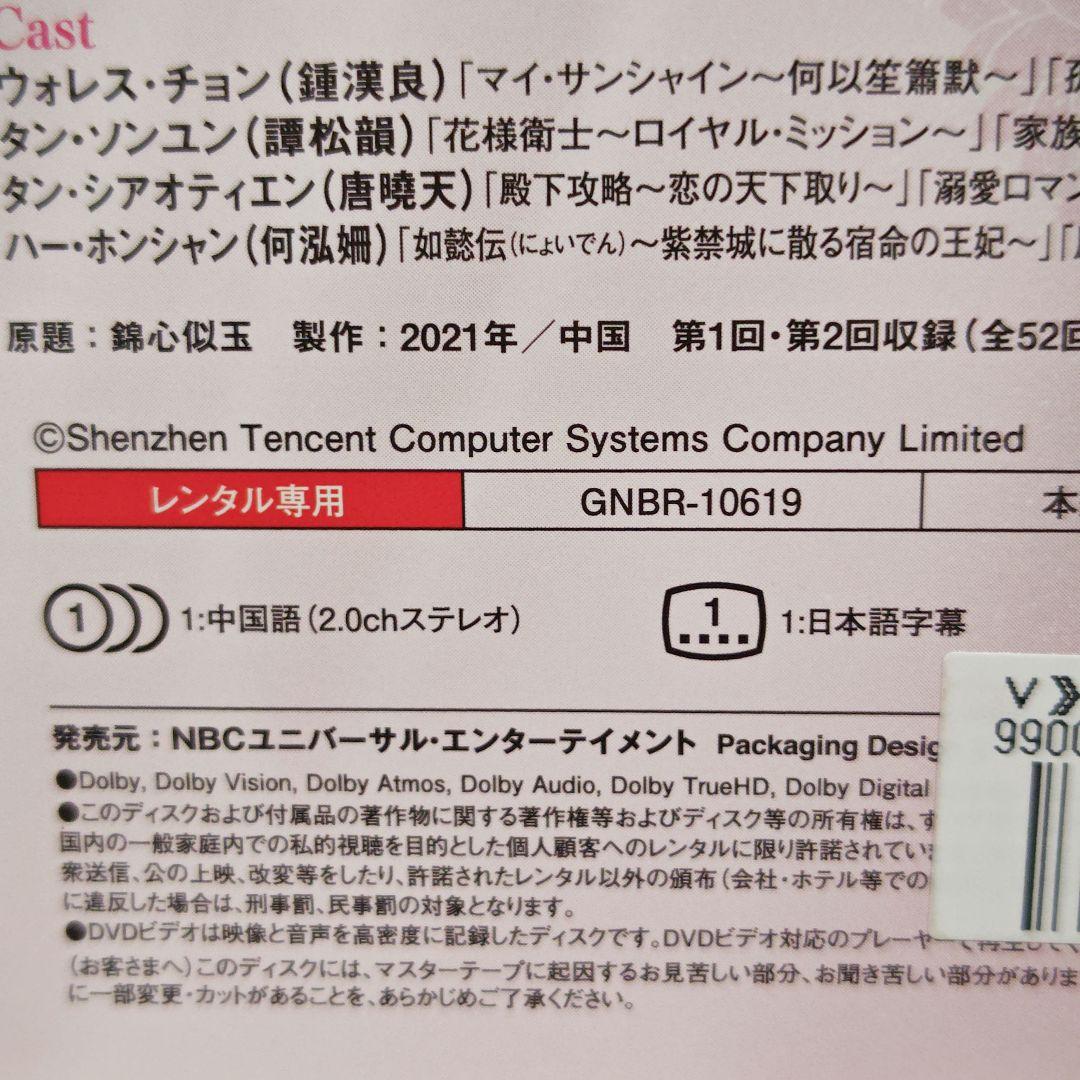 Cast
ウォレス・チョン(鍾漢良)「マイ・サンシャイン〜何以笙簫默〜」「孤
タン・ソンユン(譚松韻)「花様衛士〜ロイヤル・ミッション〜」「家族
タン・シアオティエン(唐曉天)「殿下攻略〜恋の天下取り〜」「溺愛ロマン
ハー・ホンシャン(何泓姍)「如懿伝(にょいでん)〜紫禁城に散る宿命の王妃〜」
原題：錦心似玉　製作：2021年／中国　第1回・第2回収録(全52回
©Shenzhen Tencent Computer Systems Company Limited
レンタル専用 GNBR-10619 本
1 1:中国語(2.0chステレオ) 1 1:日本語字幕
発売元：NBCユニバーサル・エンターテイメント Packaging Desig
●Dolby, Dolby Vision, Dolby Atmos, Dolby Audio, Dolby TrueHD, Dolby Digital
●このディスクおよび付属品の著作物に関する著作権等およびディスク等の所有権は、す
国内の一般家庭内での私的視聴を目的とした個人顧客へのレンタルに限り許諾されていま
衆送信、公の上映、改変等をしたり、許諾されたレンタル以外の頒布(会社・ホテル等での
に違反した場合は、刑事罰、民事罰の対象となります。
●DVDビデオは映像と音声を高密度に記録したディスクです。DVDビデオ対応のプレーヤーで再生してく
(お客さまへ)このディスクには、マスターテープに起因するお見苦しい部分、お聞き苦しい部分がありま
に一部変更・カットがあることを、あらかじめご了承ください。
V
9900